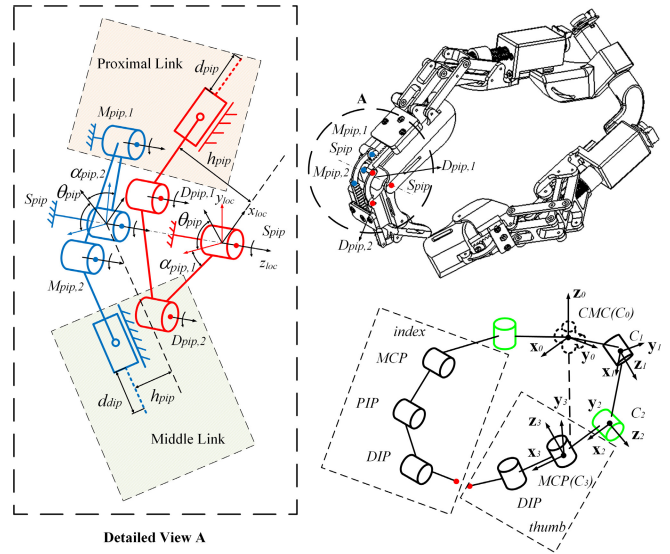 Proximal Link
d_pip
M_pip,1
h_pip
α_pip,2
S_pip
θ_pip
D_pip,1
y_loc
x_loc
θ_pip
S_pip
z_loc
α_pip,1
M_pip,2
D_pip,2
d_dip
h_pip
Middle Link
Detailed View A
A
M_pip,1
S_pip
M_pip,2
D_pip,1
S_pip
D_pip,2
z_0
CMC(C_0)
index
x_0
y_0
C_1
y_1
x_1
z_1
MCP
PIP
DIP
y_3
y_2
C_2
z_3
x_2
z_2
x_3
MCP(C_3)
DIP
thumb